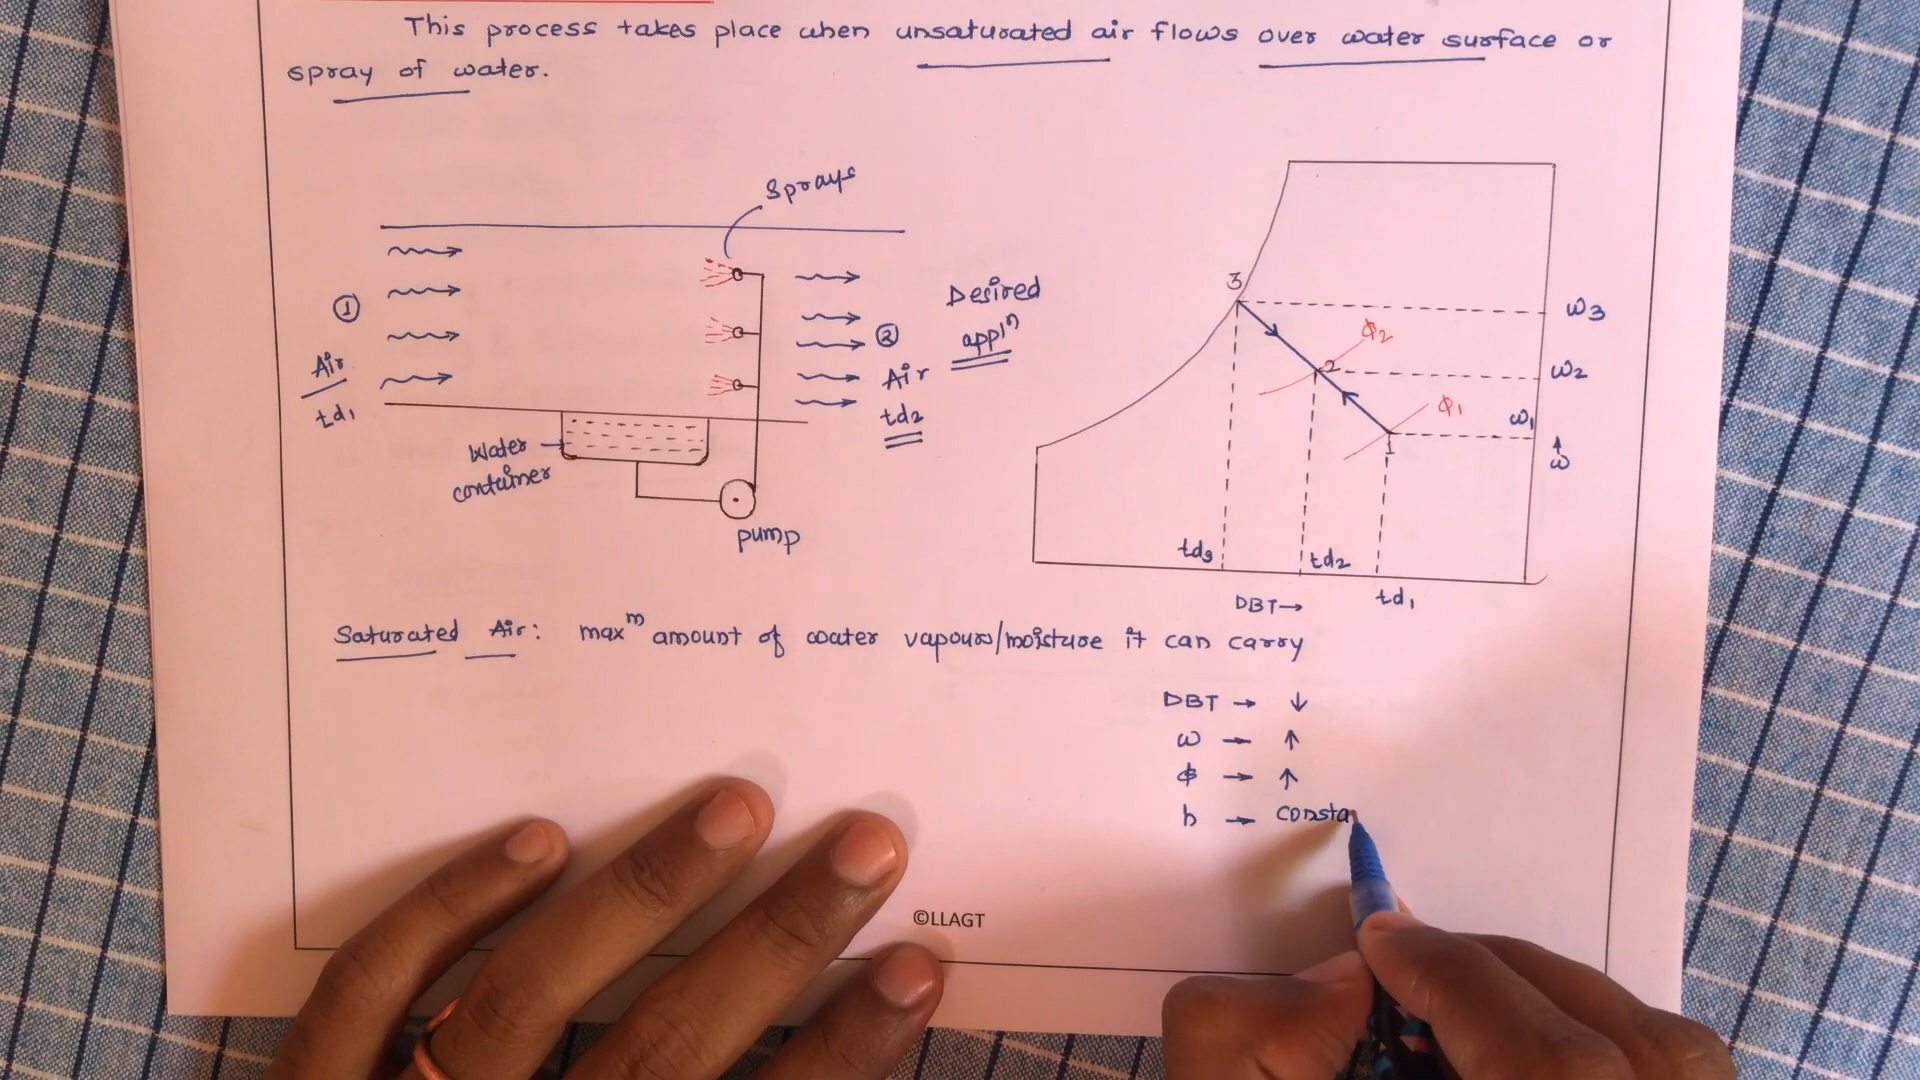 This process takes place when unsaturated air flows over water surface or
spray of water.
Sprays
①
Air
td₁
②
Air
td₂
Desired
applⁿ
Water
container
pump
3
2
1
ϕ₂
ϕ₁
ω₃
ω₂
ω₁
↑
ω
td₃
td₂
td₁
DBT→
Saturated Air: maxᵐ amount of water vapour/moisture it can carry
DBT → ↓
ω → ↑
ϕ → ↑
h → consta
©LLAGT